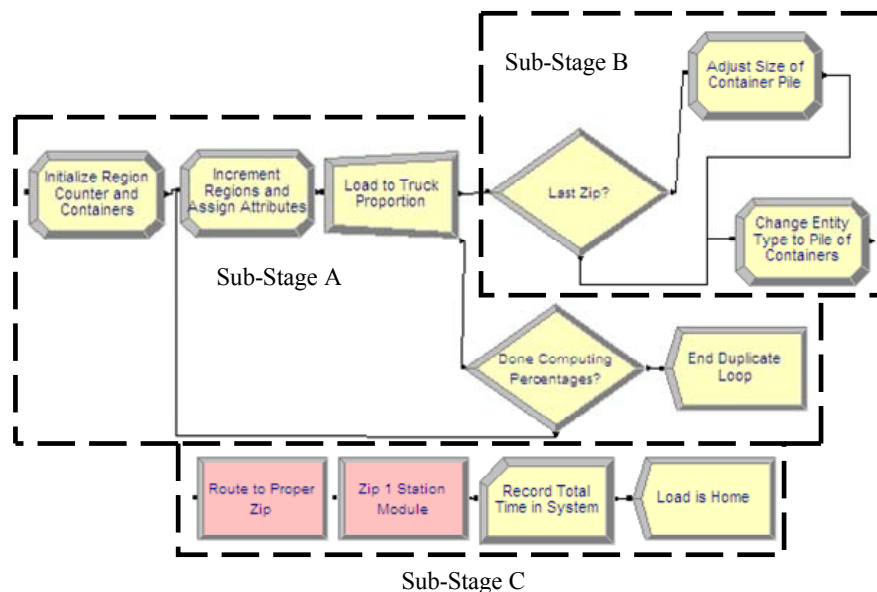 Sub-Stage B
Adjust Size of
Container Pile
Initialize Region
Counter and
Containers
Increment
Regions and
Assign Attributes
Load to Truck
Proportion
Last Zip?
Change Entity
Type to Pile of
Containers
Sub-Stage A
Done Computing
Percentages?
End Duplicate
Loop
Route to Proper
Zip
Zip 1 Station
Module
Record Total
Time in System
Load is Home
Sub-Stage C